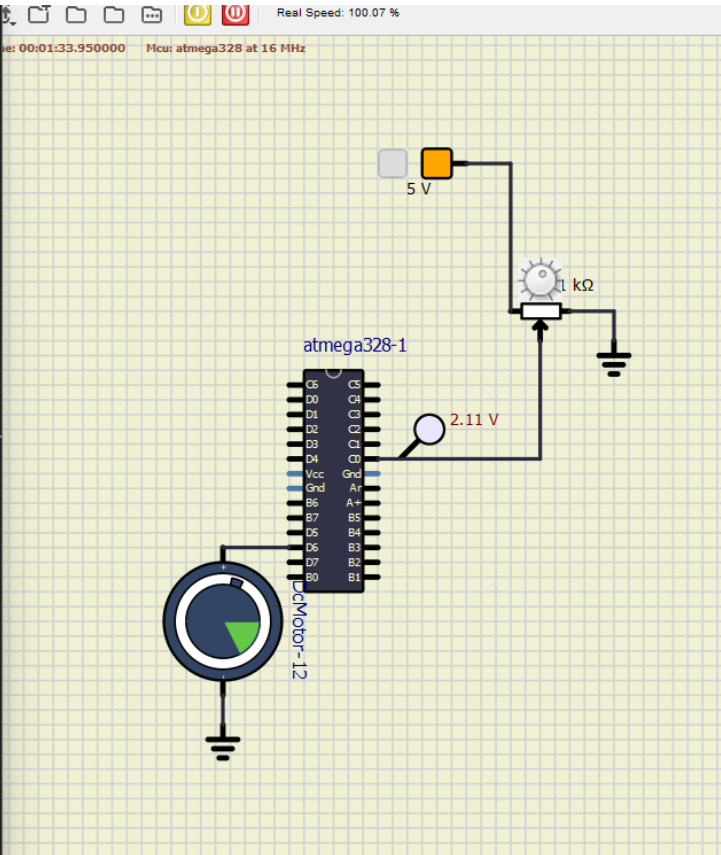 Real Speed: 100.07 %
00:01:33.950000 Mcu: atmega328 at 16 MHz
5 V
1 kΩ
atmega328-1
2.11 V
C6 C5
D0 C4
D1 C3
D2 C2
D3 C1
D4 C0
Vcc Gnd
Gnd Ar
B6 A+
B7 B5
D5 B4
D6 B3
D7 B2
B0 B1
DcMotor-12